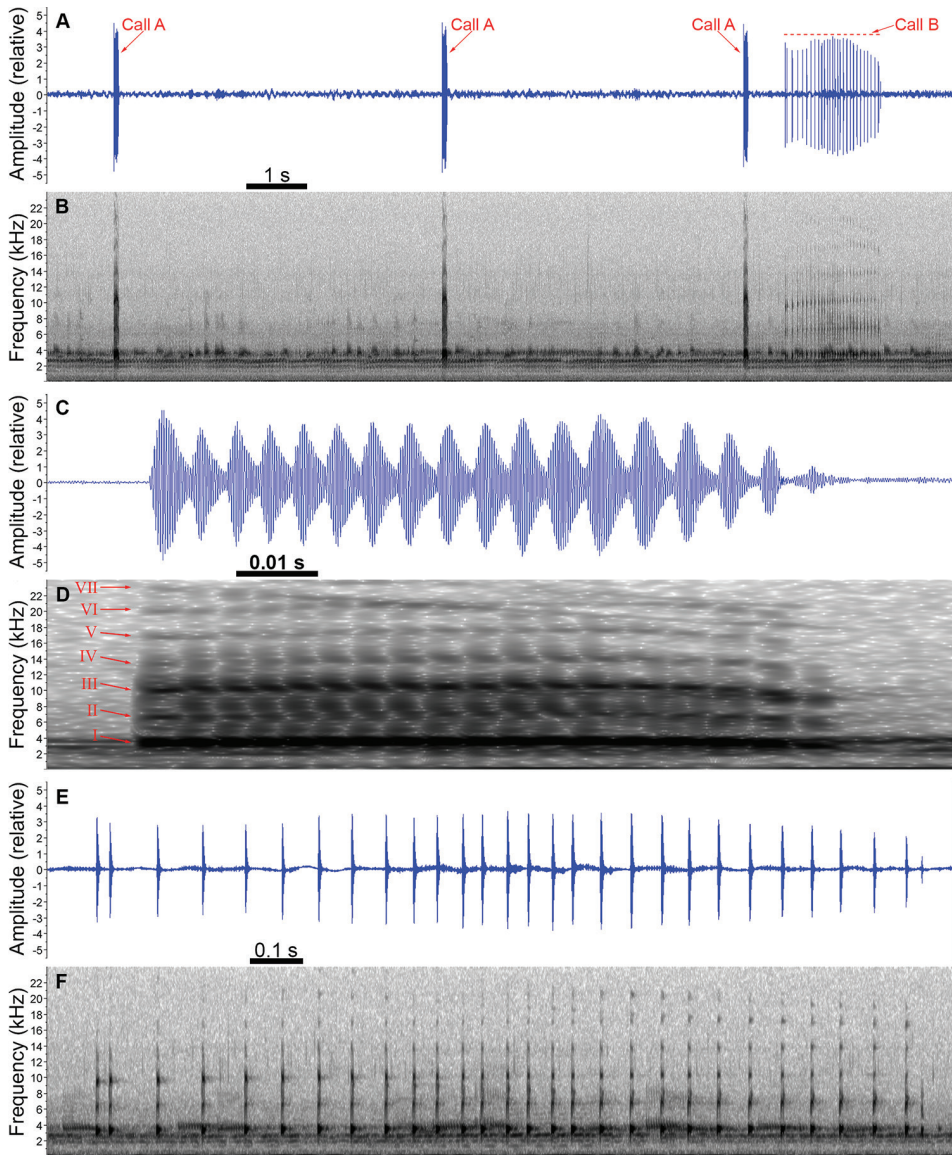 A
Call A
Call A
Call A
Call B
Amplitude (relative)
5
4
3
2
1
0
-1
-2
-3
-4
-5
1 s
B
Frequency (kHz)
22
20
18
16
14
12
10
8
6
4
2
C
Amplitude (relative)
5
4
3
2
1
0
-1
-2
-3
-4
-5
0.01 s
D
Frequency (kHz)
22
20
18
16
14
12
10
8
6
4
2
VII
VI
V
IV
III
II
I
E
Amplitude (relative)
5
4
3
2
1
0
-1
-2
-3
-4
-5
0.1 s
F
Frequency (kHz)
22
20
18
16
14
12
10
8
6
4
2